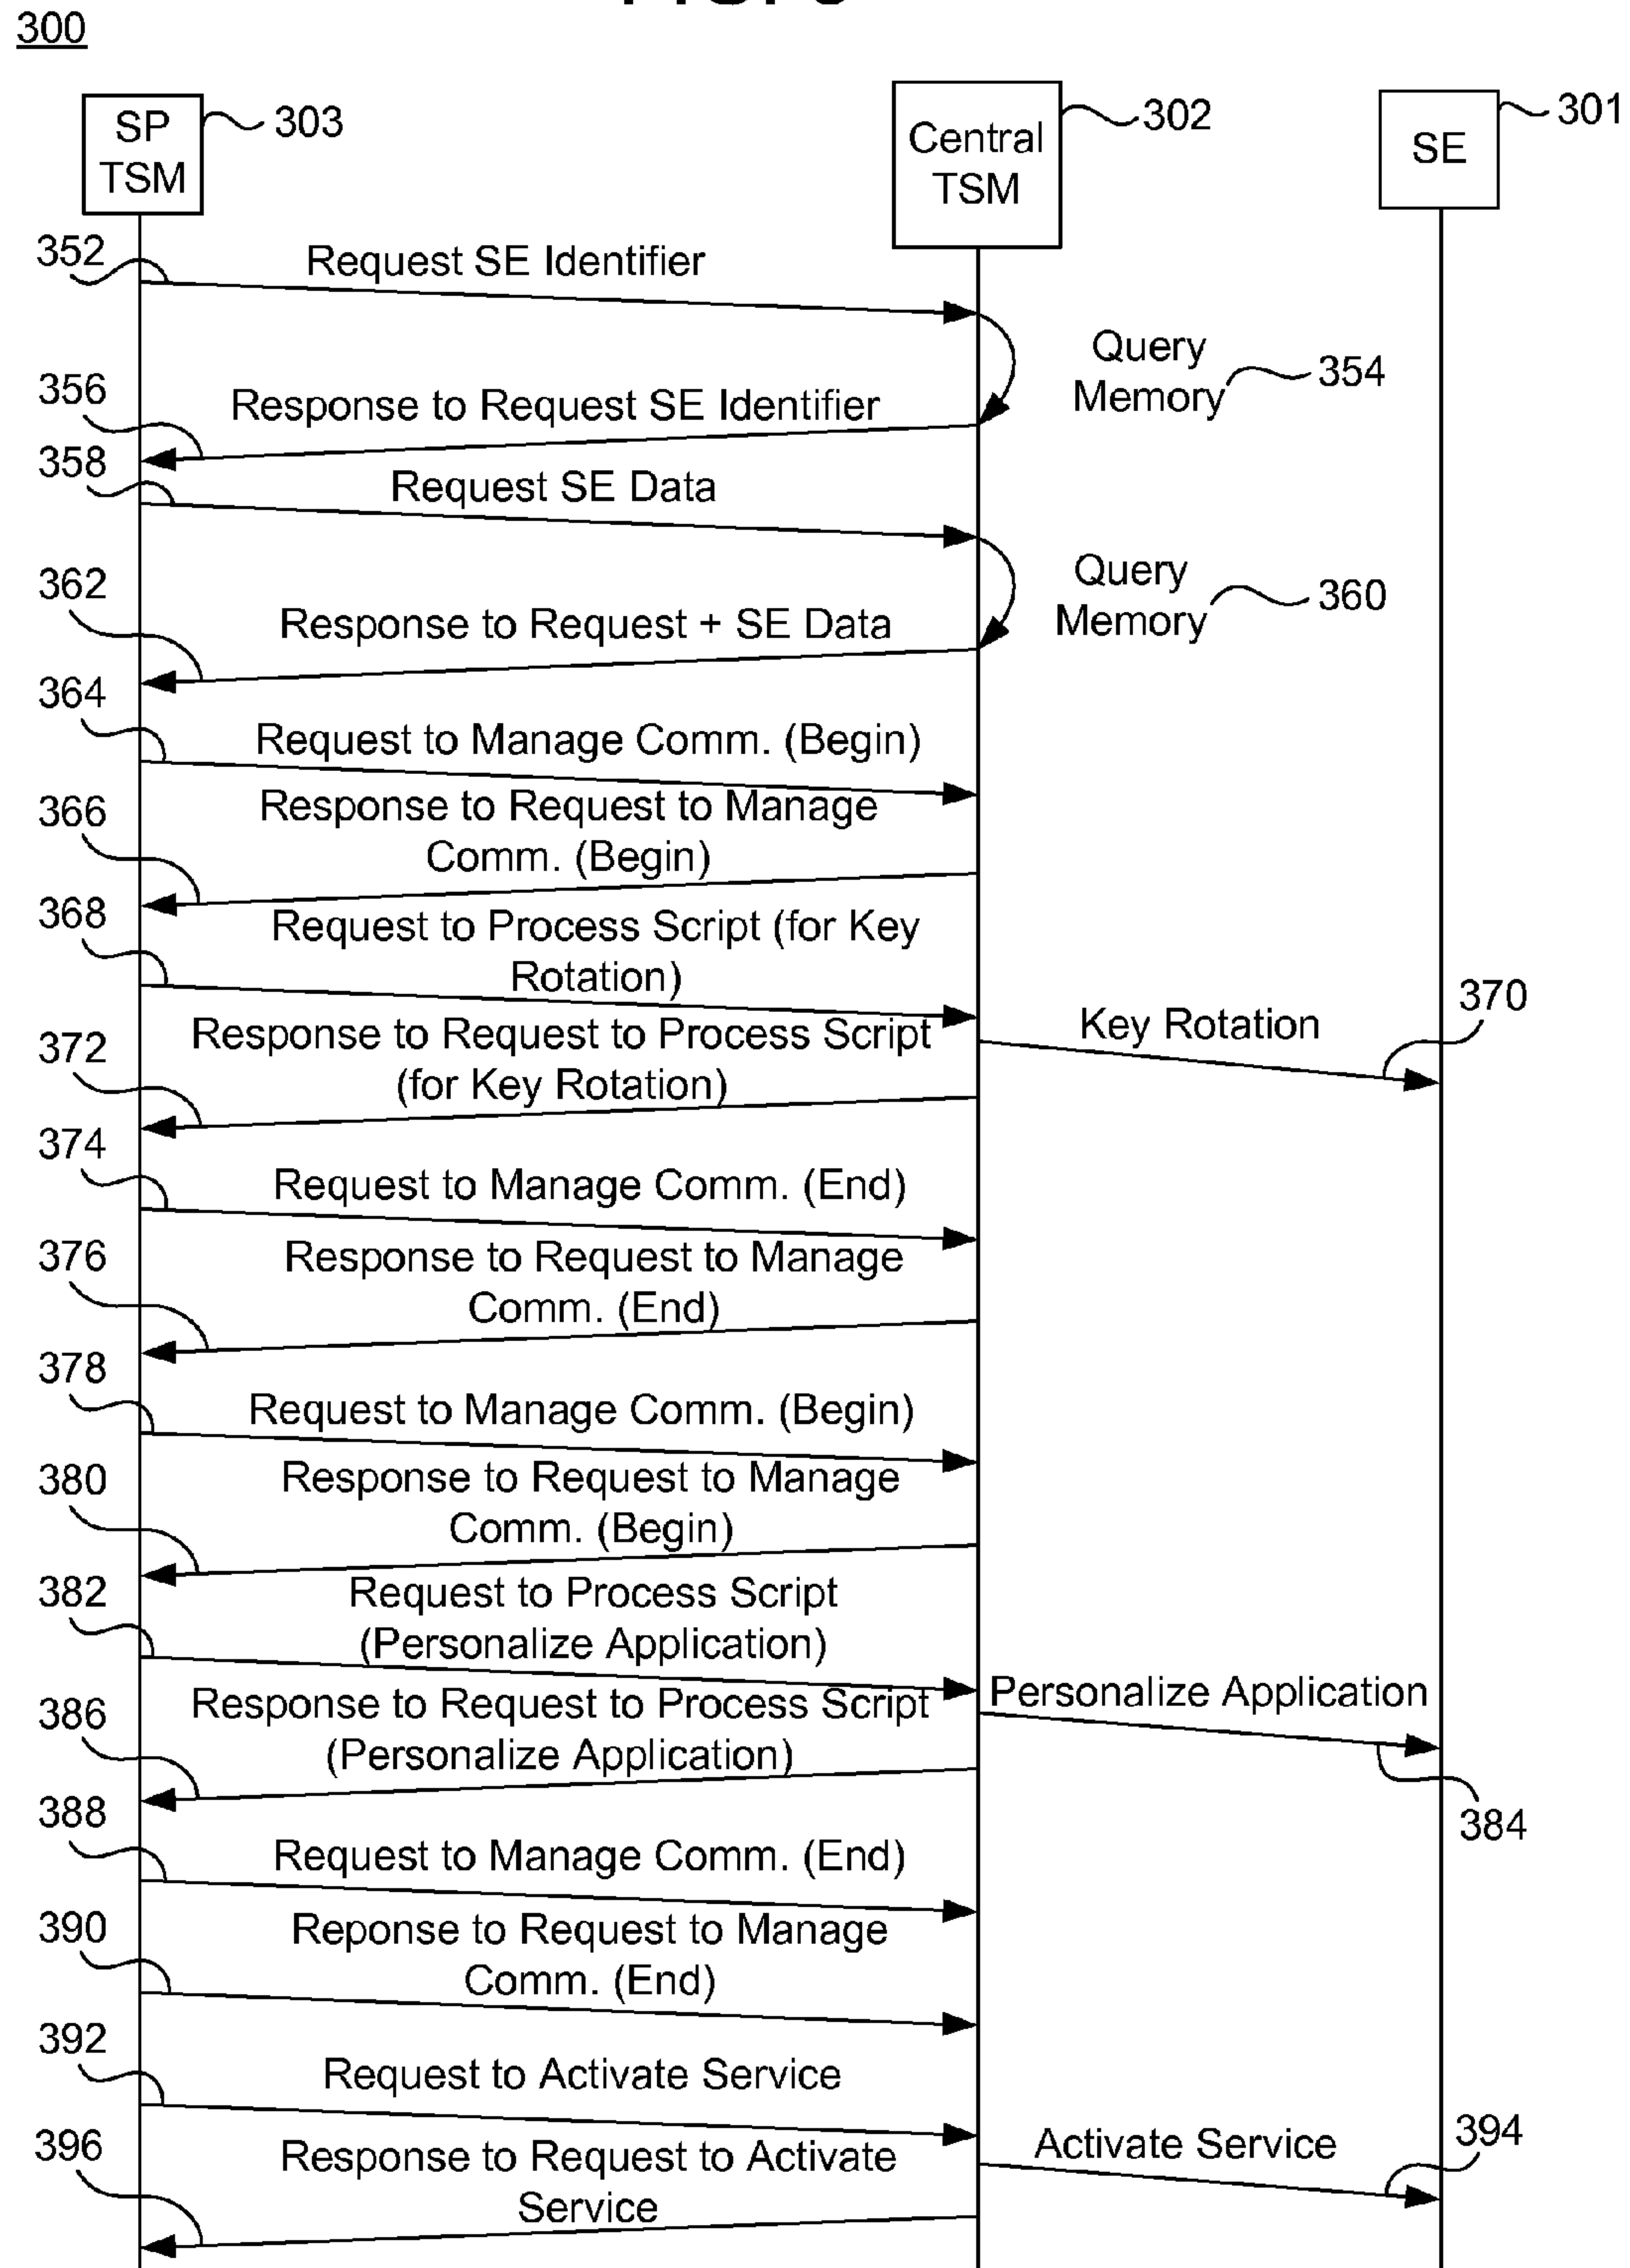 300
SP
TSM
303
Central
TSM
302
SE
301
352
Request SE Identifier
Query
Memory
354
356
Response to Request SE Identifier
358
Request SE Data
Query
Memory
360
362
Response to Request + SE Data
364
Request to Manage Comm. (Begin)
366
Response to Request to Manage
Comm. (Begin)
368
Request to Process Script (for Key
Rotation)
Key Rotation
370
372
Response to Request to Process Script
(for Key Rotation)
374
Request to Manage Comm. (End)
376
Response to Request to Manage
Comm. (End)
378
Request to Manage Comm. (Begin)
380
Response to Request to Manage
Comm. (Begin)
382
Request to Process Script
(Personalize Application)
Personalize Application
384
386
Response to Request to Process Script
(Personalize Application)
388
Request to Manage Comm. (End)
390
Reponse to Request to Manage
Comm. (End)
392
Request to Activate Service
Activate Service
394
396
Response to Request to Activate
Service